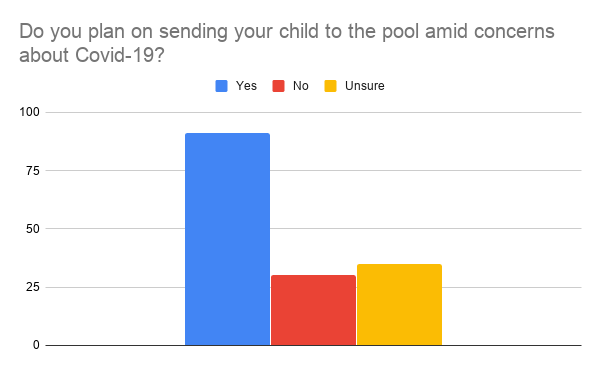 Do you plan on sending your child to the pool amid concerns
about Covid-19?
Yes No Unsure
100
75
50
25
0